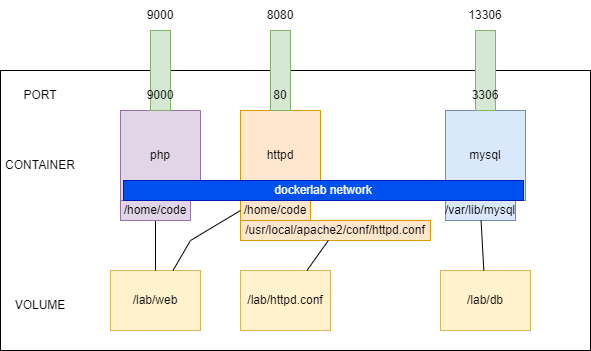 9000
8080
13306
PORT
9000
80
3306
CONTAINER
php
httpd
mysql
dockerlab network
/home/code
/home/code
/var/lib/mysql
/usr/local/apache2/conf/httpd.conf
VOLUME
/lab/web
/lab/httpd.conf
/lab/db